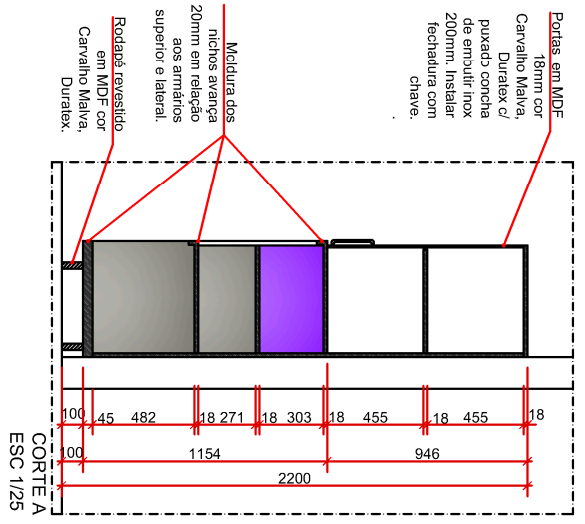 Portas em MDF
18mm cor
Carvalho Malva,
Duratex c/
puxado concha
de embutir inox
200mm. Instalar
fechadura com
chave.
.
Moldura dos
nichos avança
20mm em relação
aos armários
superior e lateral.
Rodapé revestido
em MDF cor
Carvalho Malva,
Duratex.
100 45 482 18 271 18 303 18 455 18 455 18
100 1154 946
2200
CORTE A
ESC 1/25